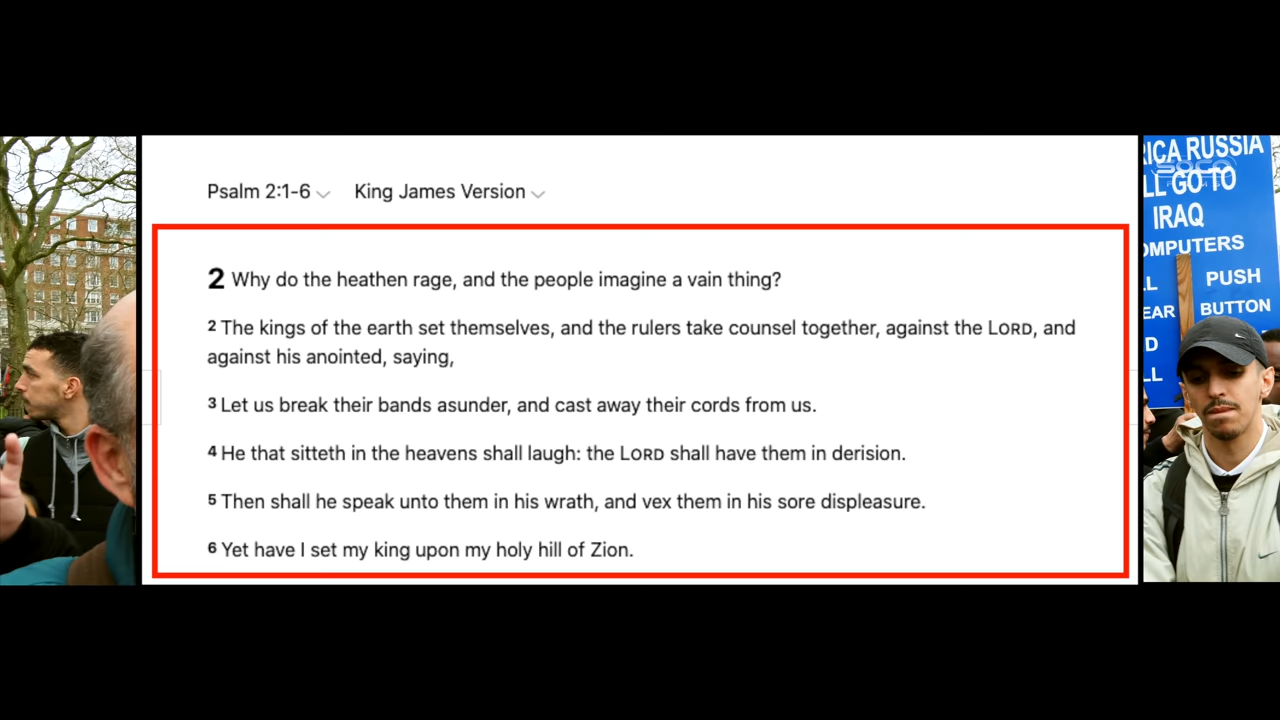 Psalm 2:1-6 King James Version
2 Why do the heathen rage, and the people imagine a vain thing?
2 The kings of the earth set themselves, and the rulers take counsel together, against the LORD, and
against his anointed, saying,
3 Let us break their bands asunder, and cast away their cords from us.
4 He that sitteth in the heavens shall laugh: the LORD shall have them in derision.
5 Then shall he speak unto them in his wrath, and vex them in his sore displeasure.
6 Yet have I set my king upon my holy hill of Zion.
RICA RUSSIA
LL GO TO
IRAQ
OMPUTERS
LL PUSH
EAR BUTTON
D
LL